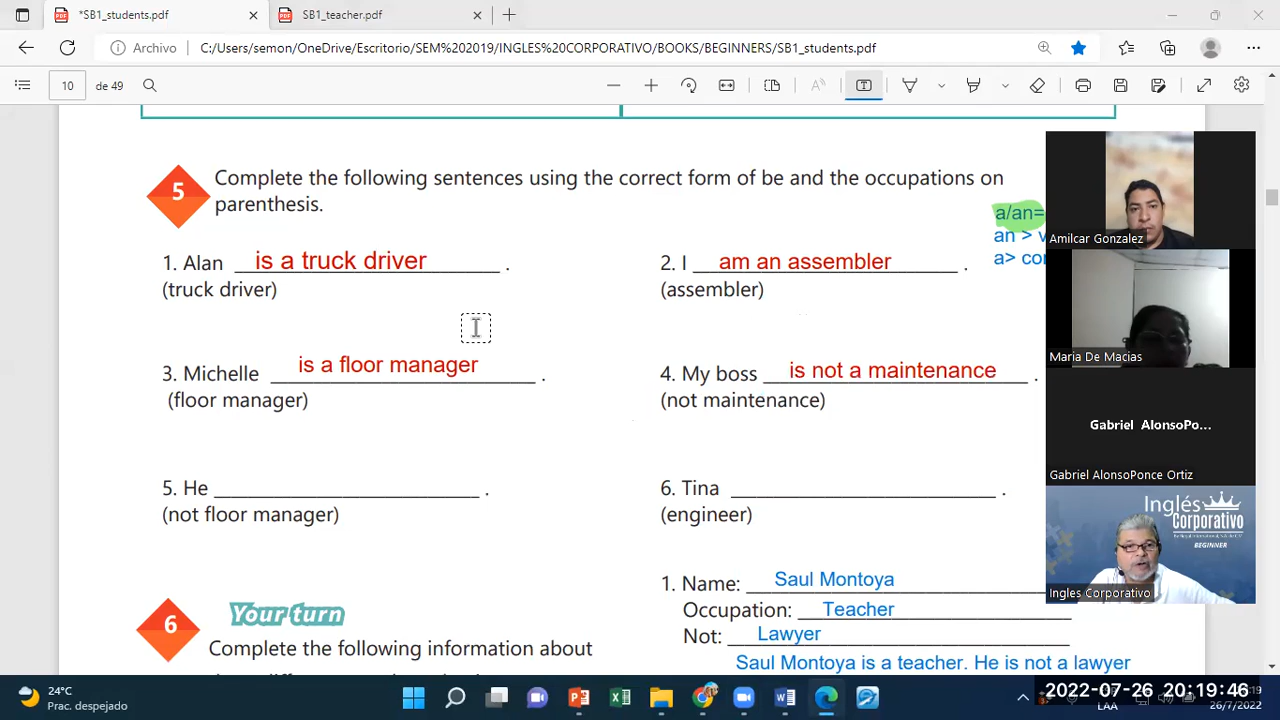 *SB1_students.pdf
SB1_teacher.pdf
Archivo
C:/Users/semon/OneDrive/Escritorio/SEM%202019/INGLES%20CORPORATIVO/BOOKS/BEGINNERS/SB1_students.pdf
10 de 49
5 Complete the following sentences using the correct form of be and the occupations on
parenthesis.
a/an=
an > v
a> con
Amilcar Gonzalez
1. Alan is a truck driver .
(truck driver)
2. I am an assembler .
(assembler)
Maria De Macias
3. Michelle is a floor manager .
(floor manager)
4. My boss is not a maintenance .
(not maintenance)
Gabriel AlonsoPo...
Gabriel AlonsoPonce Ortiz
5. He ________ .
(not floor manager)
6. Tina ________ .
(engineer)
Inglés
Corporativo
BEGINNER
Ingles Corporativo
1. Name: Saul Montoya
Occupation: Teacher
Not: Lawyer
Saul Montoya is a teacher. He is not a lawyer
6 Your turn
Complete the following information about
24°C
Prac. despejado
LAA
2022-07-26 20:19:46
26/7/2022